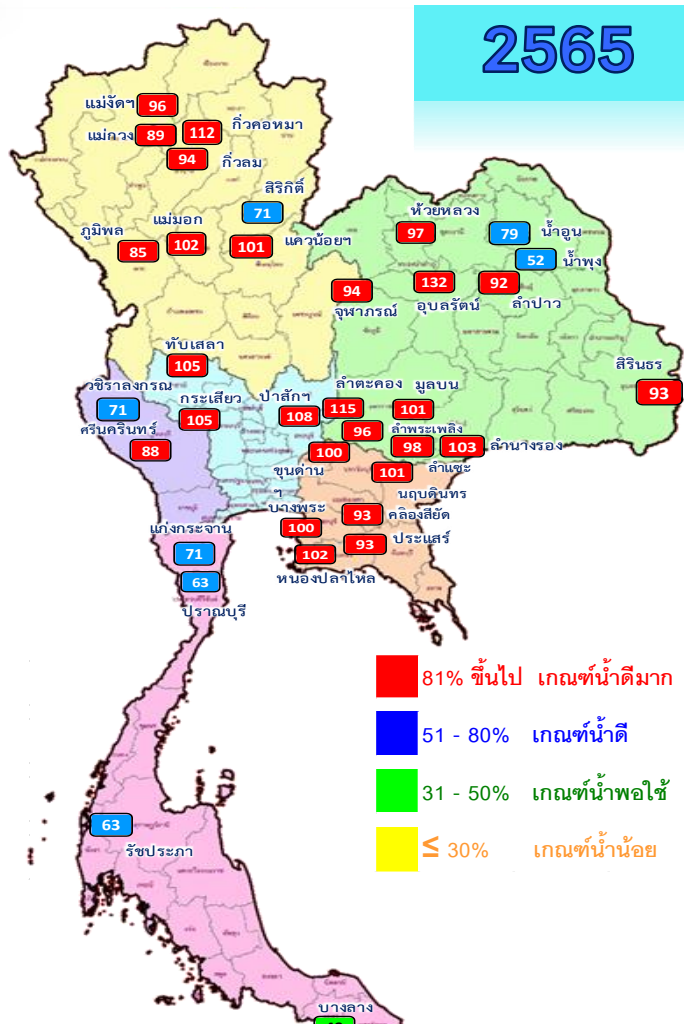 2565
แม่งัดฯ
96
แม่กวง
89
112
กิ่วคอหมา
94
กิ่วลม
สิริกิติ์
71
ภูมิพล
85
แม่มอก
102
101
แควน้อยฯ
ห้วยหลวง
97
79
น้ำอูน
52
น้ำพุง
94
จุฬาภรณ์
132
อุบลรัตน์
92
ลำปาว
สิรินธร
93
ทับเสลา
105
วชิราลงกรณ
71
กระเสียว
105
ป่าสักฯ
108
ลำตะคอง
115
มูลบน
101
ศรีนครินทร์
88
96
ลำพระเพลิง
98
103
ลำนางรอง
100
ขุนด่าน
ฯ
101
ลำแซะ
นฤบดินทร
บางพระ
100
93
คลองสียัด
93
ประแสร์
102
หนองปลาไหล
แก่งกระจาน
71
63
ปราณบุรี
81% ขึ้นไป เกณฑ์น้ำดีมาก
51 - 80% เกณฑ์น้ำดี
31 - 50% เกณฑ์น้ำพอใช้
≤ 30% เกณฑ์น้ำน้อย
63
รัชประภา
บางลาง